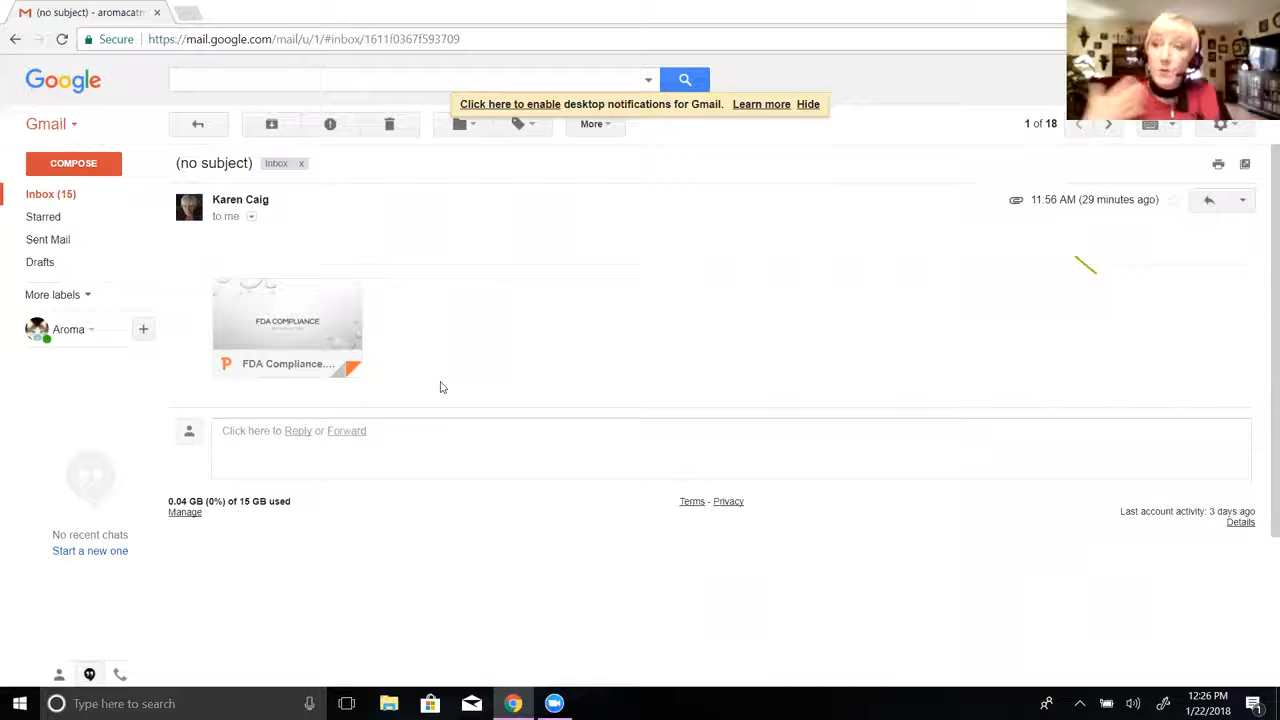 (no subject) - aromacatr
Secure https://mail.google.com/mail/u/1/#inbox/1611f0367f593709
Google
Click here to enable desktop notifications for Gmail. Learn more Hide
Gmail
More
1 of 18
COMPOSE
(no subject) Inbox x
Inbox (15)
Karen Caig
11:56 AM (29 minutes ago)
to me
Starred
Sent Mail
Drafts
More labels
Aroma
FDA COMPLIANCE
FDA Compliance....
Click here to Reply or Forward
0.04 GB (0%) of 15 GB used
Manage
Terms - Privacy
Last account activity: 3 days ago
Details
No recent chats
Start a new one
Type here to search
12:26 PM
1/22/2018
1